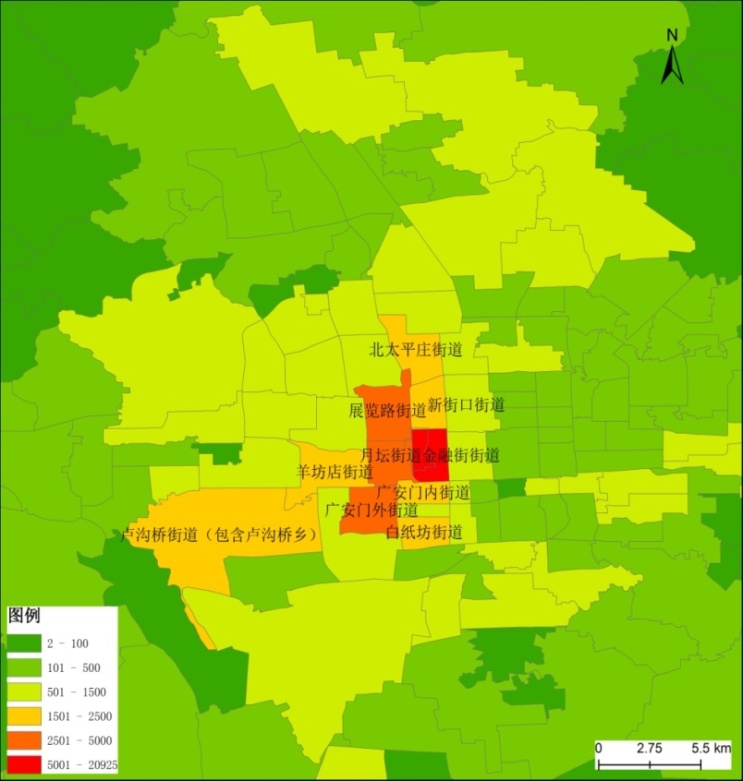 N
北太平庄街道
展览路街道
新街口街道
月坛街道
金融街街道
羊坊店街道
广安门内街道
广安门外街道
白纸坊街道
卢沟桥街道（包含卢沟桥乡）
图例
2 - 100
101 - 500
501 - 1500
1501 - 2500
2501 - 5000
5001 - 20925
0 2.75 5.5 km